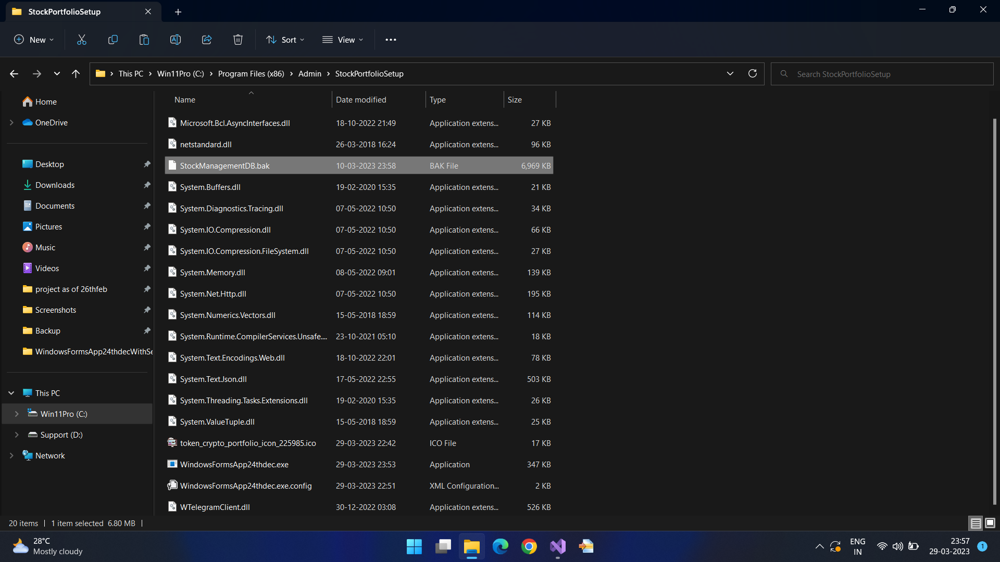 StockPortfolioSetup
New
Sort
View
This PC
Win11Pro (C:)
Program Files (x86)
Admin
StockPortfolioSetup
Search StockPortfolioSetup
Home
OneDrive
Desktop
Downloads
Documents
Pictures
Music
Videos
project as of 26thfeb
Screenshots
Backup
WindowsFormsApp24thdecWithSe
This PC
Win11Pro (C:)
Support (D:)
Network
Name Date modified Type Size
Microsoft.Bcl.AsyncInterfaces.dll 18-10-2022 21:49 Application extens... 27 KB
netstandard.dll 26-03-2018 16:24 Application extens... 96 KB
StockManagementDB.bak 10-03-2023 23:58 BAK File 6,969 KB
System.Buffers.dll 19-02-2020 15:35 Application extens... 21 KB
System.Diagnostics.Tracing.dll 07-05-2022 10:50 Application extens... 34 KB
System.IO.Compression.dll 07-05-2022 10:50 Application extens... 66 KB
System.IO.Compression.FileSystem.dll 07-05-2022 10:50 Application extens... 27 KB
System.Memory.dll 08-05-2022 09:01 Application extens... 139 KB
System.Net.Http.dll 07-05-2022 10:50 Application extens... 195 KB
System.Numerics.Vectors.dll 15-05-2018 18:59 Application extens... 114 KB
System.Runtime.CompilerServices.Unsafe.... 23-10-2021 05:10 Application extens... 18 KB
System.Text.Encodings.Web.dll 18-10-2022 22:01 Application extens... 78 KB
System.Text.Json.dll 17-05-2022 22:55 Application extens... 503 KB
System.Threading.Tasks.Extensions.dll 19-02-2020 15:35 Application extens... 26 KB
System.ValueTuple.dll 15-05-2018 18:59 Application extens... 25 KB
token_crypto_portfolio_icon_225985.ico 29-03-2023 22:42 ICO File 17 KB
WindowsFormsApp24thdec.exe 29-03-2023 23:53 Application 347 KB
WindowsFormsApp24thdec.exe.config 29-03-2023 22:51 XML Configuration... 2 KB
WTelegramClient.dll 30-12-2022 03:08 Application extens... 526 KB
20 items 1 item selected 6.80 MB
28°C
Mostly cloudy
ENG
IN
23:57
29-03-2023
1